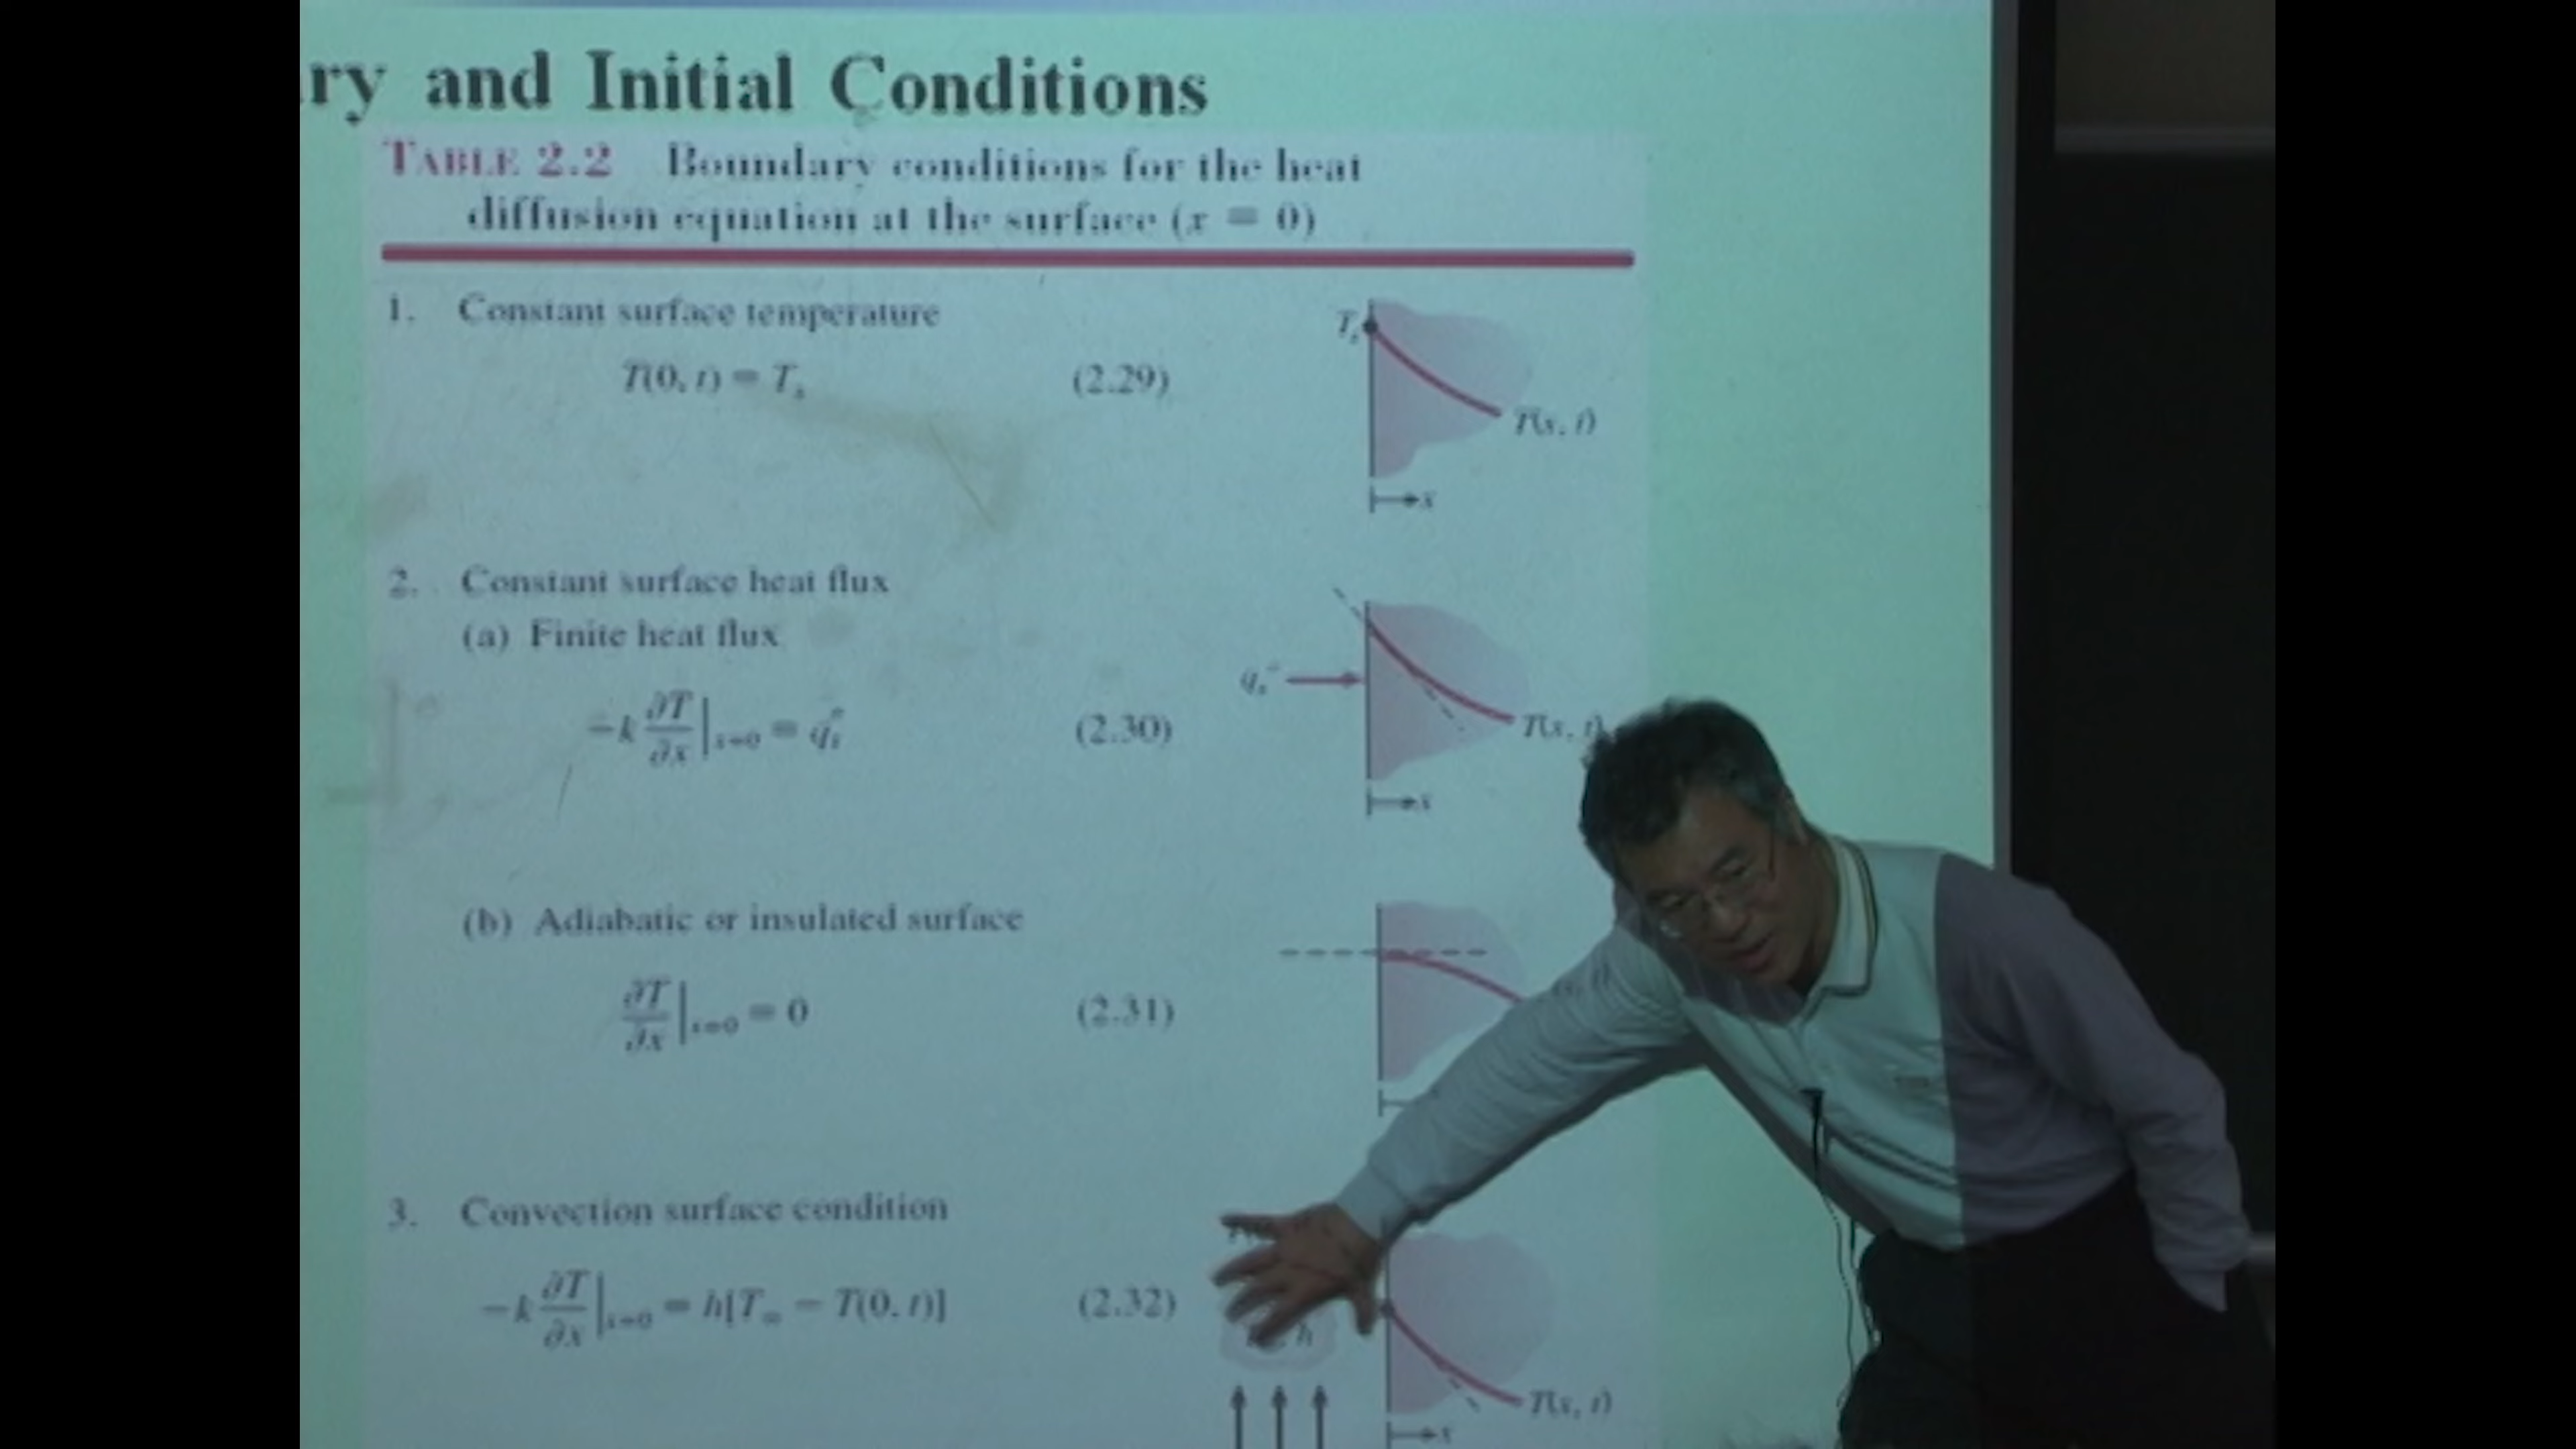 ry and Initial Conditions
TABLE 2.2 Boundary conditions for the heat
diffusion equation at the surface (x = 0)
1. Constant surface temperature
T(0, t) = Ts (2.29)
Ts
T(x, t)
x
2. Constant surface heat flux
(a) Finite heat flux
-k ∂T/∂x|x=0 = q″s (2.30)
q″s
T(x, t)
x
(b) Adiabatic or insulated surface
∂T/∂x|x=0 = 0 (2.31)
3. Convection surface condition
-k ∂T/∂x|x=0 = h[T∞ − T(0, t)] (2.32)
h
T(x, t)
x